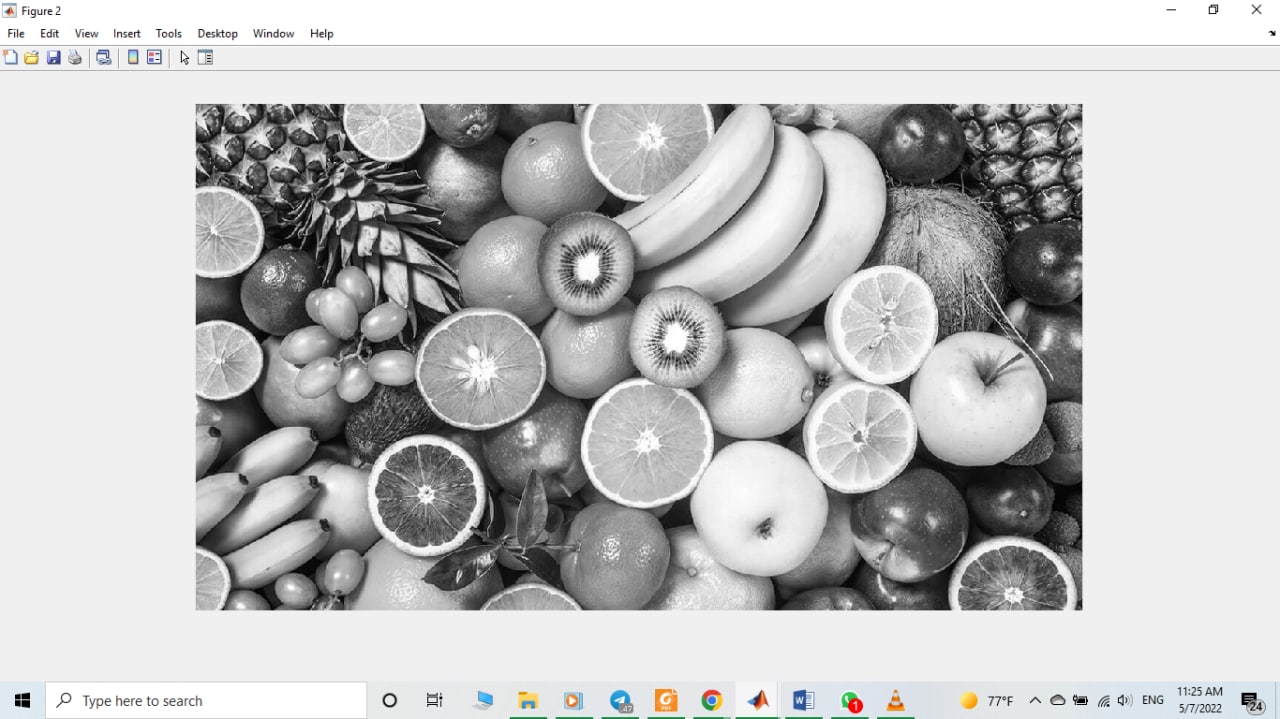 Figure 2
File Edit View Insert Tools Desktop Window Help
Type here to search
47
PDF
W
1
77°F
ENG
11:25 AM
5/7/2022
24